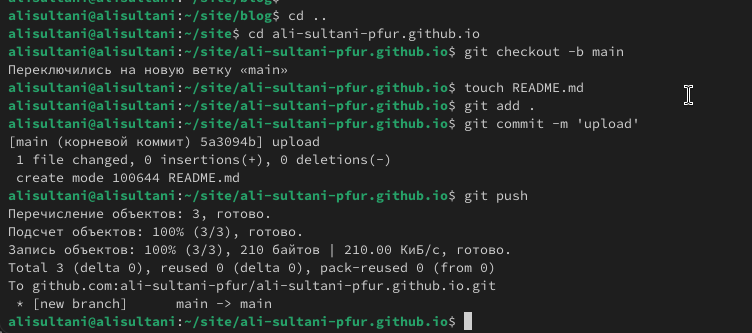 alisultani@alisultani:~/site/blog$ cd ..
alisultani@alisultani:~/site$ cd ali-sultani-pfur.github.io
alisultani@alisultani:~/site/ali-sultani-pfur.github.io$ git checkout -b main
Переключились на новую ветку «main»
alisultani@alisultani:~/site/ali-sultani-pfur.github.io$ touch README.md
alisultani@alisultani:~/site/ali-sultani-pfur.github.io$ git add .
alisultani@alisultani:~/site/ali-sultani-pfur.github.io$ git commit -m 'upload'
[main (корневой коммит) 5a3094b] upload
 1 file changed, 0 insertions(+), 0 deletions(-)
 create mode 100644 README.md
alisultani@alisultani:~/site/ali-sultani-pfur.github.io$ git push
Перечисление объектов: 3, готово.
Подсчет объектов: 100% (3/3), готово.
Запись объектов: 100% (3/3), 210 байтов | 210.00 КиБ/с, готово.
Total 3 (delta 0), reused 0 (delta 0), pack-reused 0 (from 0)
To github.com:ali-sultani-pfur/ali-sultani-pfur.github.io.git
 * [new branch]      main -> main
alisultani@alisultani:~/site/ali-sultani-pfur.github.io$